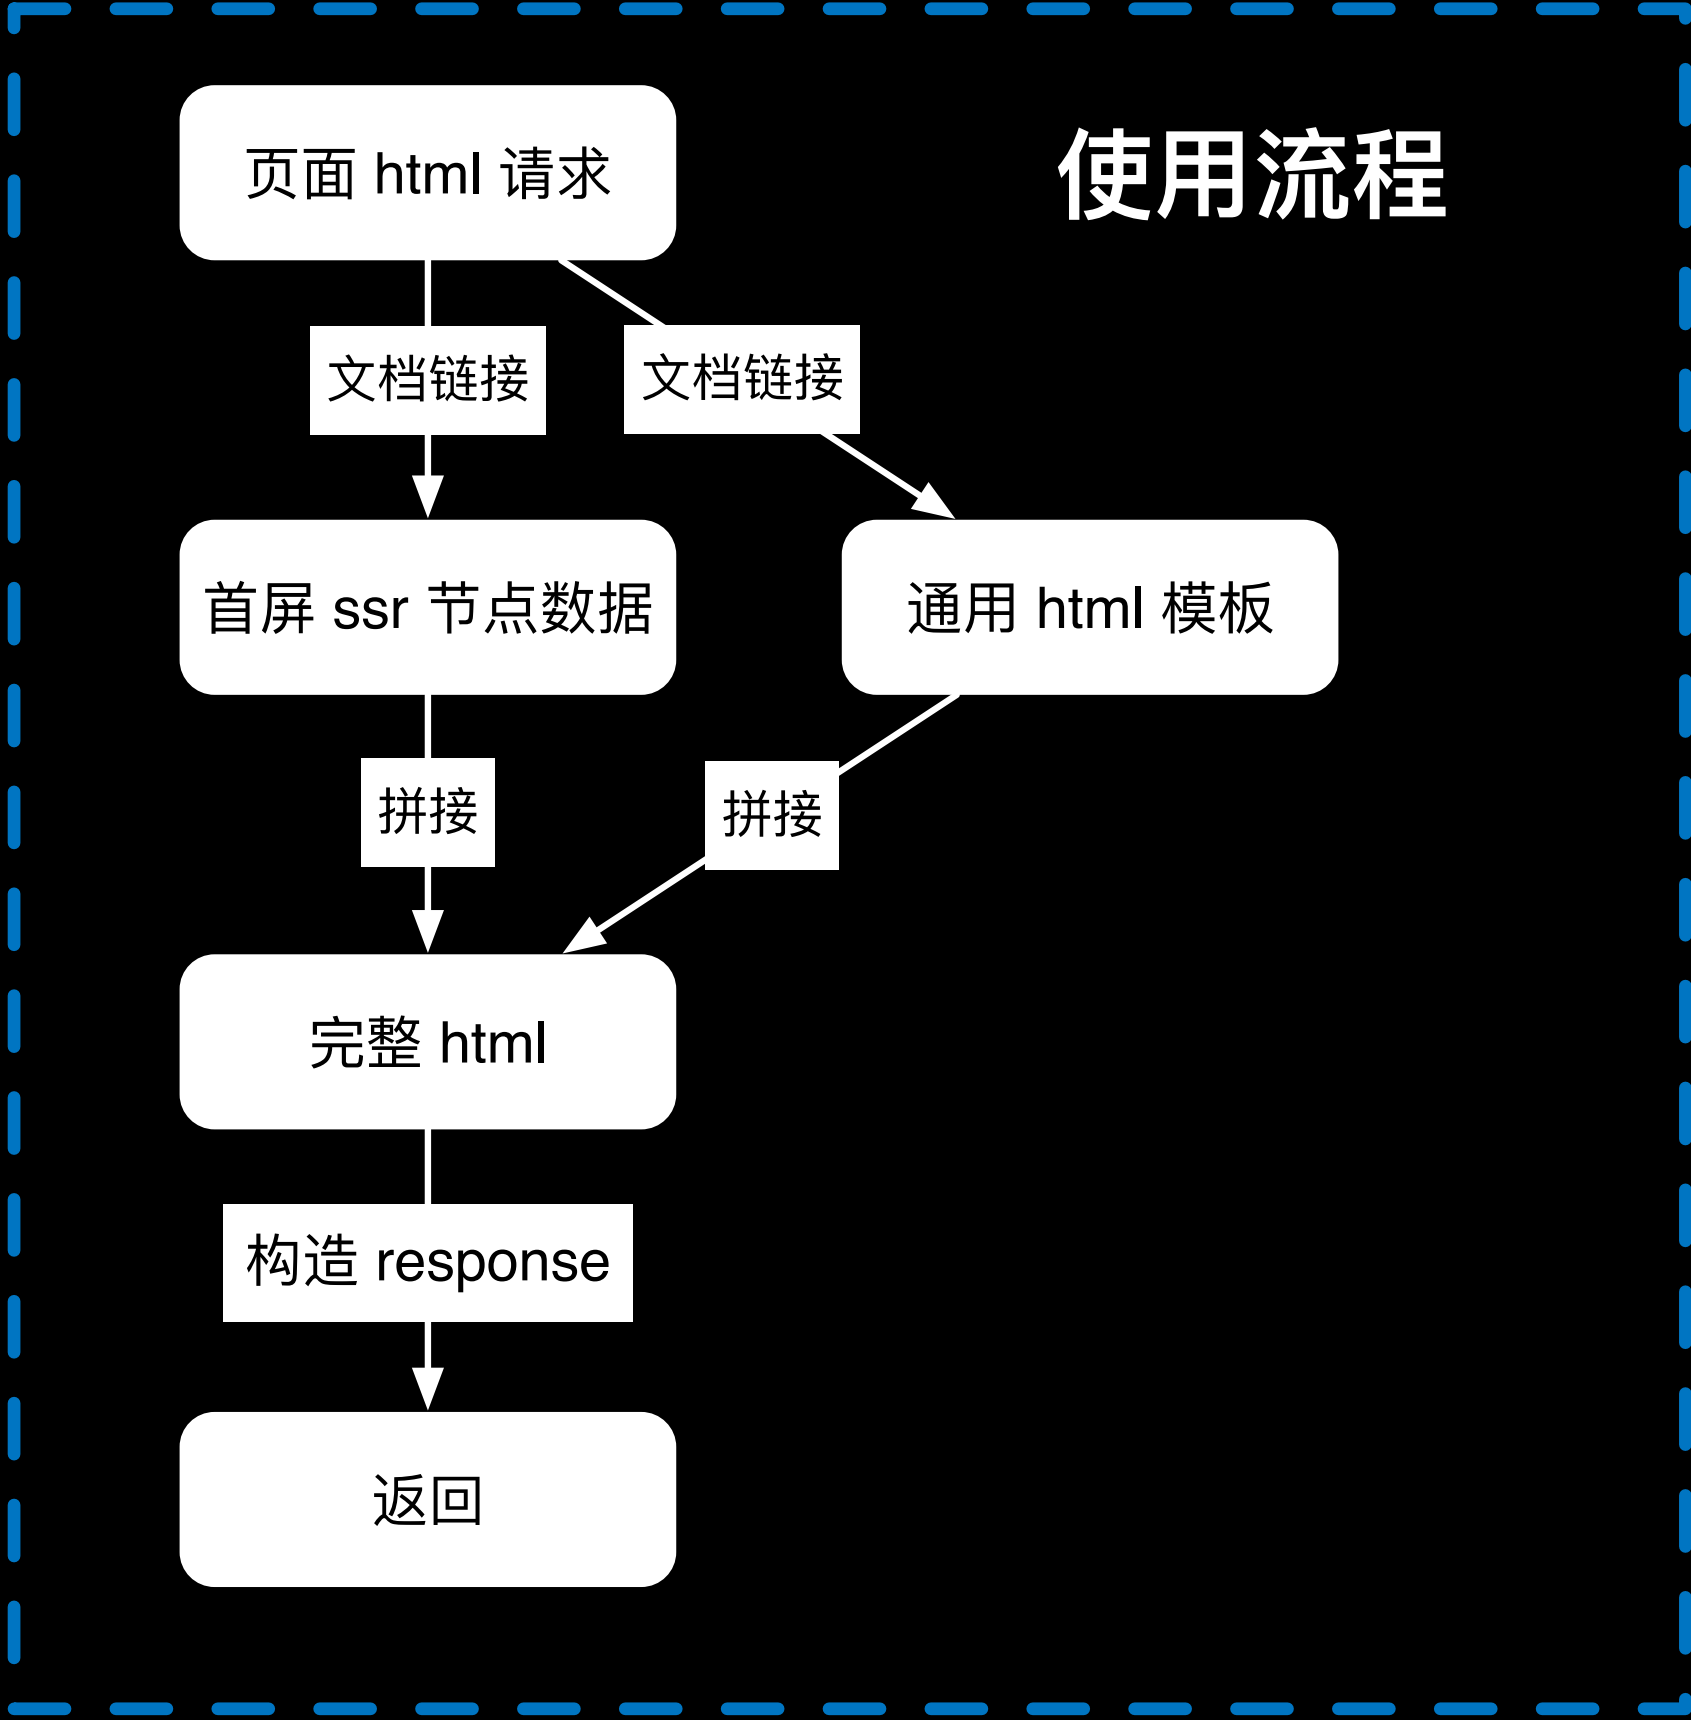 使用流程
页面 html 请求
文档链接
文档链接
首屏 ssr 节点数据
通用 html 模板
拼接
拼接
完整 html
构造 response
返回